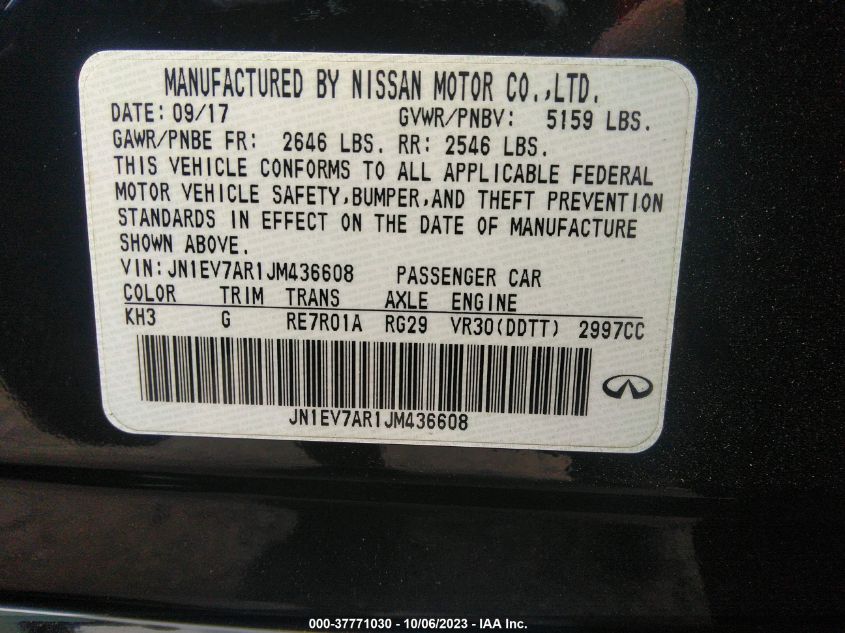 MANUFACTURED BY NISSAN MOTOR CO.,LTD.
DATE: 09/17 GVWR/PNBV: 5159 LBS.
GAWR/PNBE FR: 2646 LBS. RR: 2546 LBS.
THIS VEHICLE CONFORMS TO ALL APPLICABLE FEDERAL
MOTOR VEHICLE SAFETY,BUMPER,AND THEFT PREVENTION
STANDARDS IN EFFECT ON THE DATE OF MANUFACTURE
SHOWN ABOVE.
VIN:JN1EV7AR1JM436608 PASSENGER CAR
COLOR TRIM TRANS AXLE ENGINE
KH3 G RE7R01A RG29 VR30(DDTT) 2997CC
JN1EV7AR1JM436608
000-37771030 - 10/06/2023 - IAA Inc.